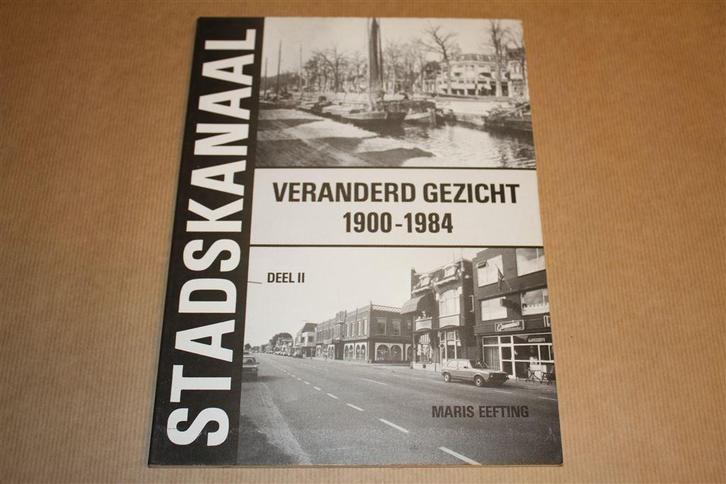 STADSKANAAL
VERANDERD GEZICHT
1900-1984
DEEL II
MARIS EEFTING